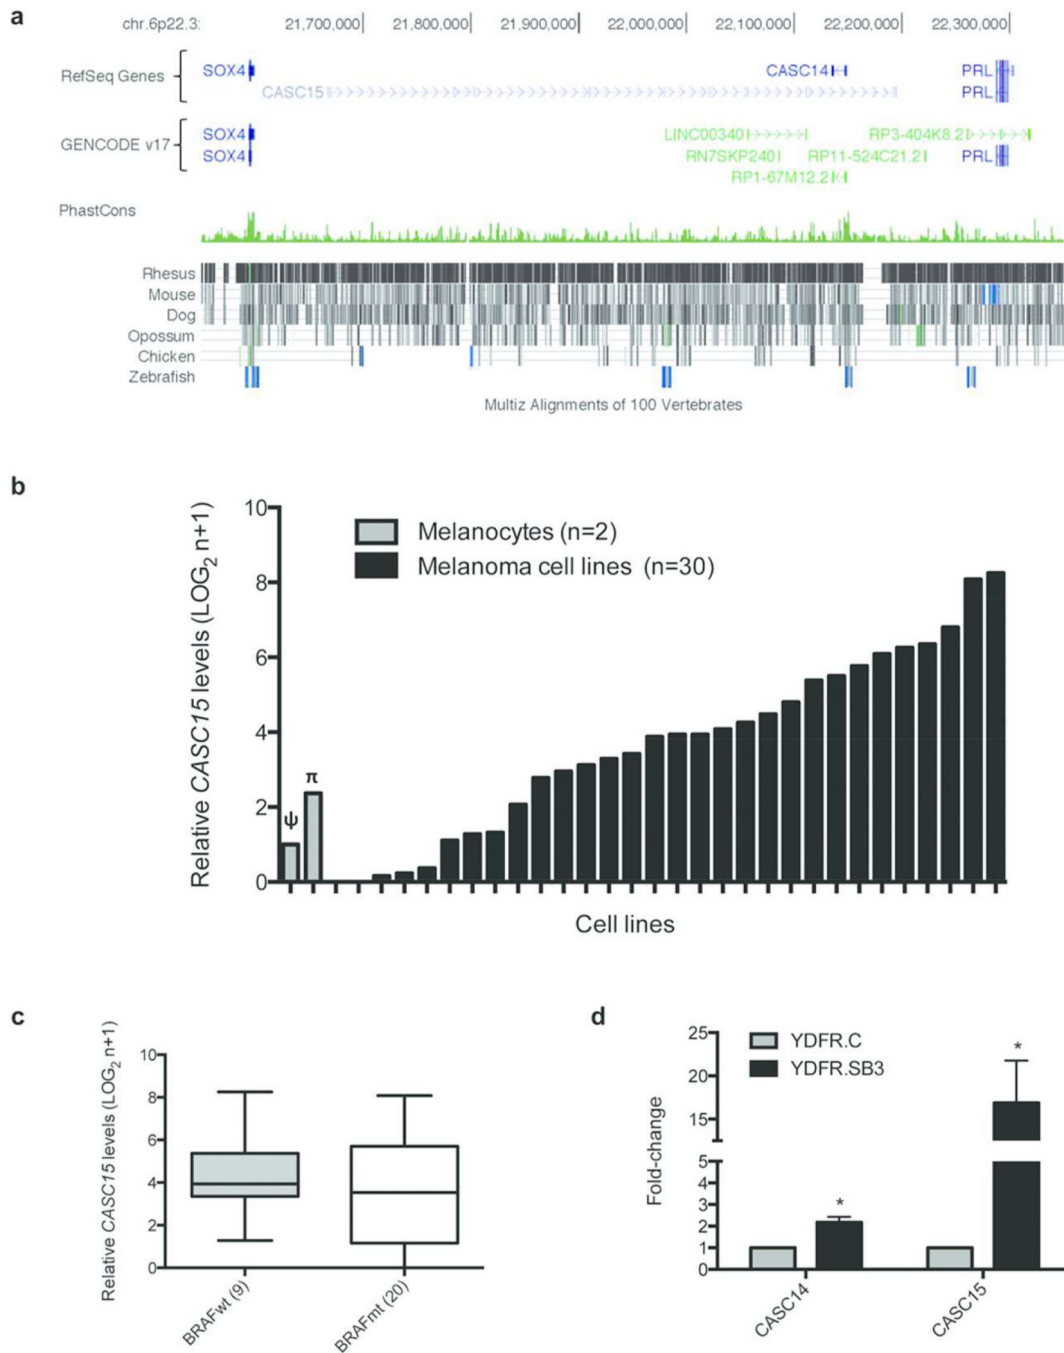 a
chr.6p22.3: 21,700,000 21,800,000 21,900,000 22,000,000 22,100,000 22,200,000 22,300,000
RefSeq Genes
SOX4 CASC14 PRL
CASC15 PRL
GENCODE v17
SOX4 LINC00340 RP3-404K8.2
SOX4 RN7SKP240 RP11-524C21.2 PRL
RP1-67M12.2
PhastCons
Rhesus
Mouse
Dog
Opossum
Chicken
Zebrafish
Multiz Alignments of 100 Vertebrates
b
Relative CASC15 levels (LOG2 n+1)
10
8
6
4
2
0
Melanocytes (n=2)
Melanoma cell lines (n=30)
ψ
π
Cell lines
c
Relative CASC15 levels (LOG2 n+1)
10
8
6
4
2
0
BRAFwt (9)
BRAFmt (20)
d
Fold-change
25
20
15
5
4
3
2
1
0
YDFR.C
YDFR.SB3
*
*
CASC14
CASC15